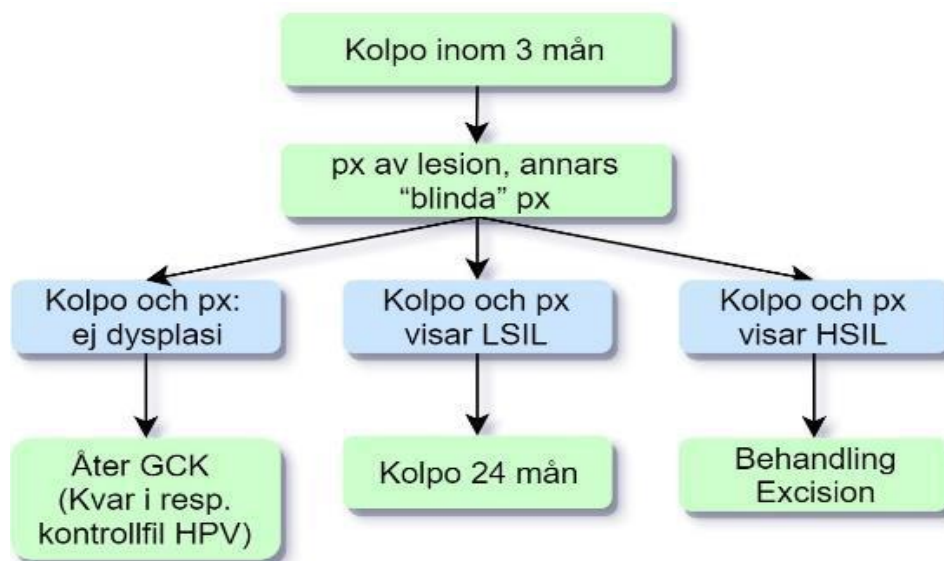 Kolpo inom 3 mån
px av lesion, annars
“blinda” px
Kolpo och px:
ej dysplasi
Kolpo och px
visar LSIL
Kolpo och px
visar HSIL
Åter GCK
(Kvar i resp.
kontrollfil HPV)
Kolpo 24 mån
Behandling
Excision